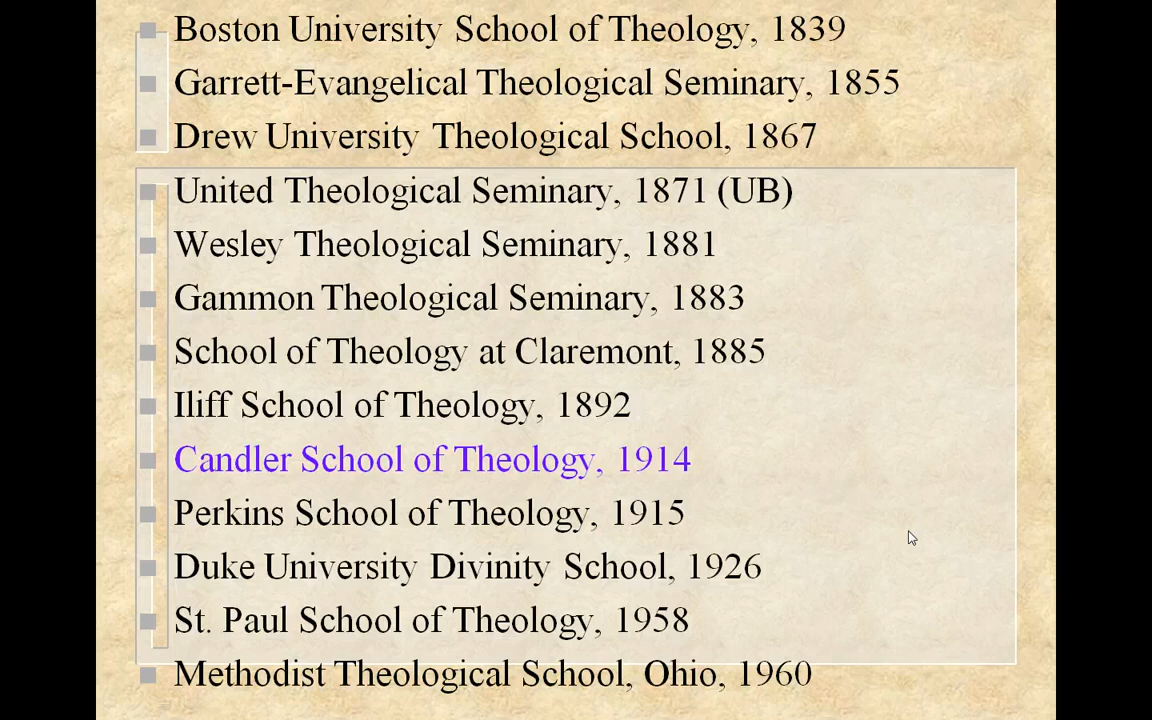 Boston University School of Theology, 1839
Garrett-Evangelical Theological Seminary, 1855
Drew University Theological School, 1867
United Theological Seminary, 1871 (UB)
Wesley Theological Seminary, 1881
Gammon Theological Seminary, 1883
School of Theology at Claremont, 1885
Iliff School of Theology, 1892
Candler School of Theology, 1914
Perkins School of Theology, 1915
Duke University Divinity School, 1926
St. Paul School of Theology, 1958
Methodist Theological School, Ohio, 1960